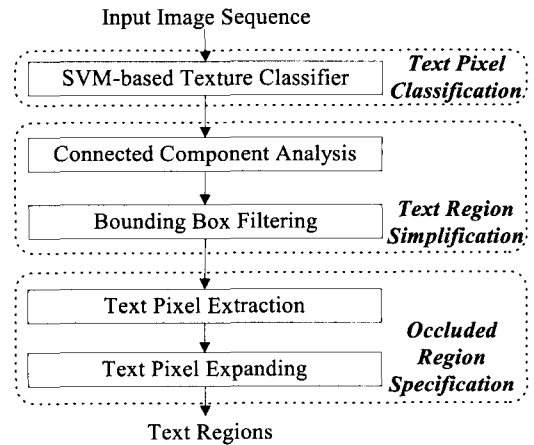 Input Image Sequence
SVM-based Texture Classifier
Text Pixel
Classification
Connected Component Analysis
Bounding Box Filtering
Text Region
Simplification
Text Pixel Extraction
Text Pixel Expanding
Occluded
Region
Specification
Text Regions